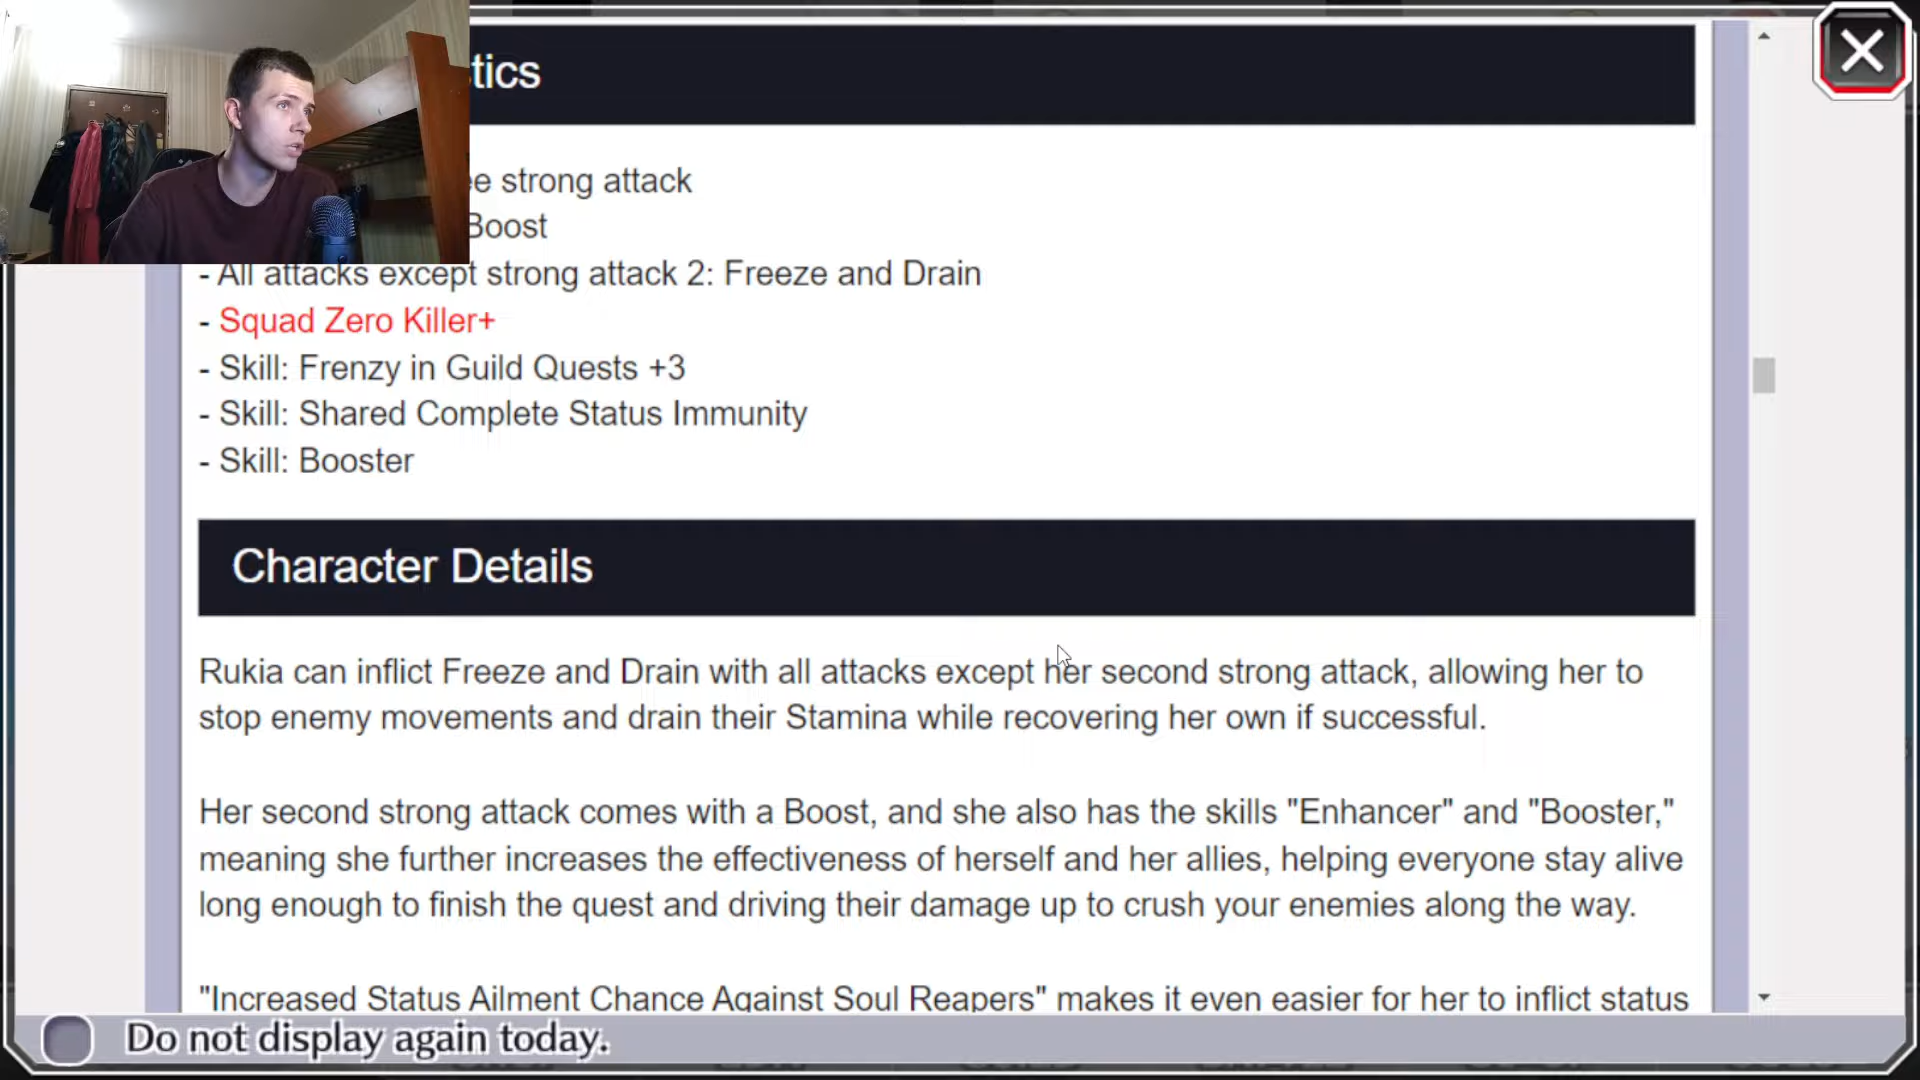 tics
e strong attack
Boost
- All attacks except strong attack 2: Freeze and Drain
- Squad Zero Killer+
- Skill: Frenzy in Guild Quests +3
- Skill: Shared Complete Status Immunity
- Skill: Booster
Character Details
Rukia can inflict Freeze and Drain with all attacks except her second strong attack, allowing her to
stop enemy movements and drain their Stamina while recovering her own if successful.
Her second strong attack comes with a Boost, and she also has the skills "Enhancer" and "Booster,"
meaning she further increases the effectiveness of herself and her allies, helping everyone stay alive
long enough to finish the quest and driving their damage up to crush your enemies along the way.
"Increased Status Ailment Chance Against Soul Reapers" makes it even easier for her to inflict status
Do not display again today.